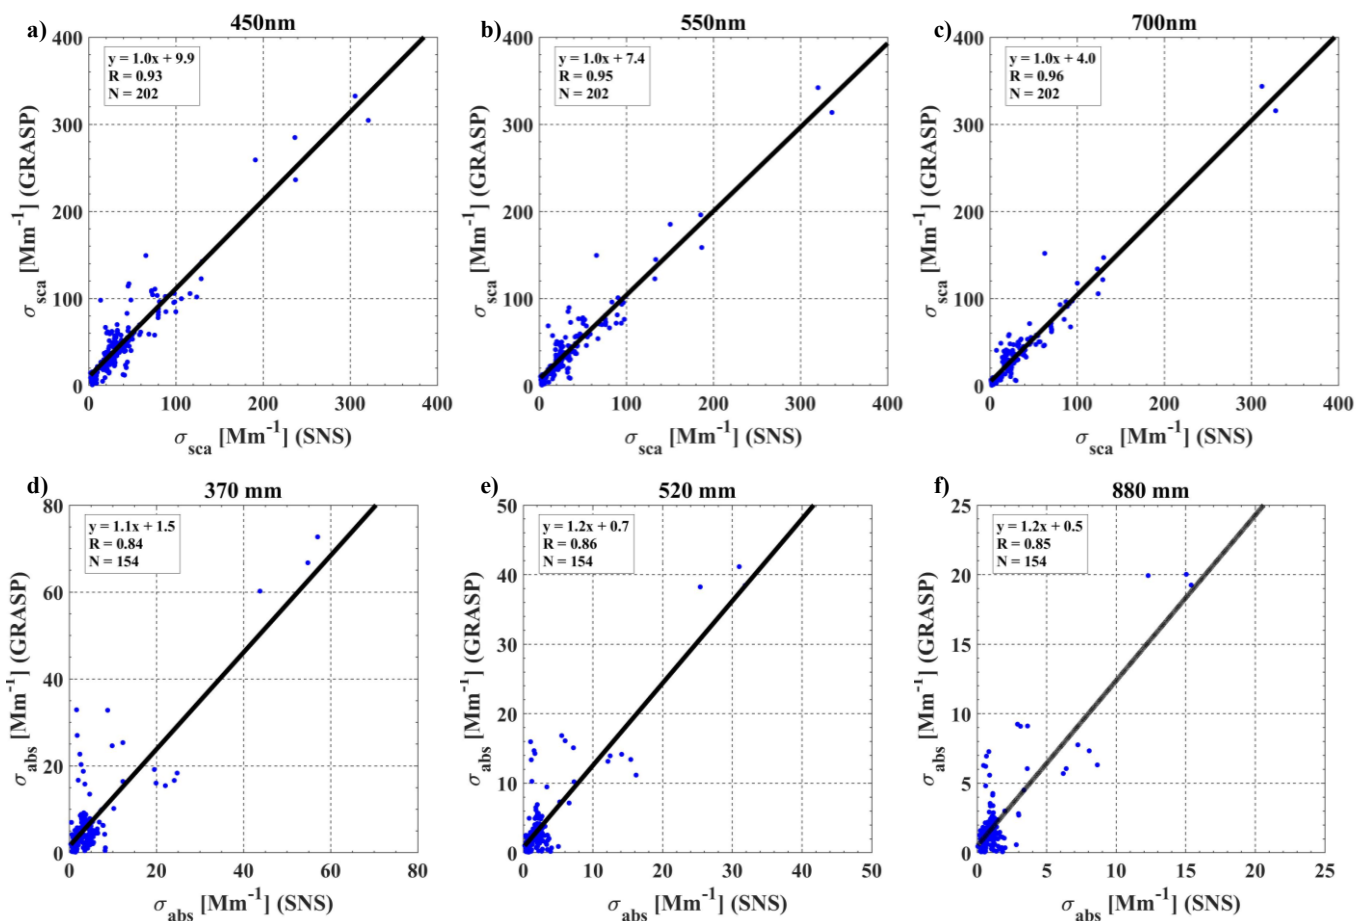 a)
450nm
y = 1.0x + 9.9
R = 0.93
N = 202
400
300
200
100
0
σsca [Mm-1] (GRASP)
0 100 200 300 400
σsca [Mm-1] (SNS)
b)
550nm
y = 1.0x + 7.4
R = 0.95
N = 202
400
300
200
100
0
σsca [Mm-1] (GRASP)
0 100 200 300 400
σsca [Mm-1] (SNS)
c)
700nm
y = 1.0x + 4.0
R = 0.96
N = 202
400
300
200
100
0
σsca [Mm-1] (GRASP)
0 100 200 300 400
σsca [Mm-1] (SNS)
d)
370 mm
y = 1.1x + 1.5
R = 0.84
N = 154
80
60
40
20
0
σabs [Mm-1] (GRASP)
0 20 40 60 80
σabs [Mm-1] (SNS)
e)
520 mm
y = 1.2x + 0.7
R = 0.86
N = 154
50
40
30
20
10
0
σabs [Mm-1] (GRASP)
0 10 20 30 40 50
σabs [Mm-1] (SNS)
f)
880 mm
y = 1.2x + 0.5
R = 0.85
N = 154
25
20
15
10
5
0
σabs [Mm-1] (GRASP)
0 5 10 15 20 25
σabs [Mm-1] (SNS)